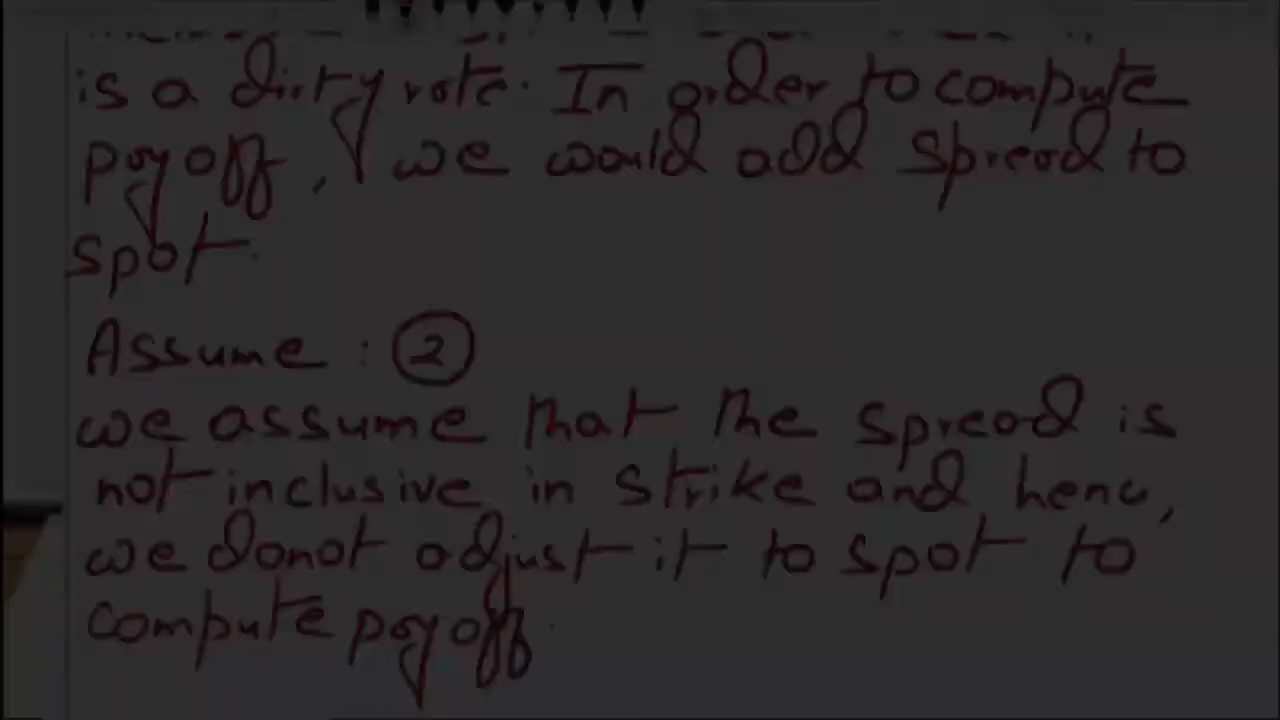 is a dirty rate. In order to compute
payoff, we would add spread to
spot.
Assume : 2
we assume that the spread is
not inclusive in strike and hence,
we donot adjust it to spot to
compute payoff.